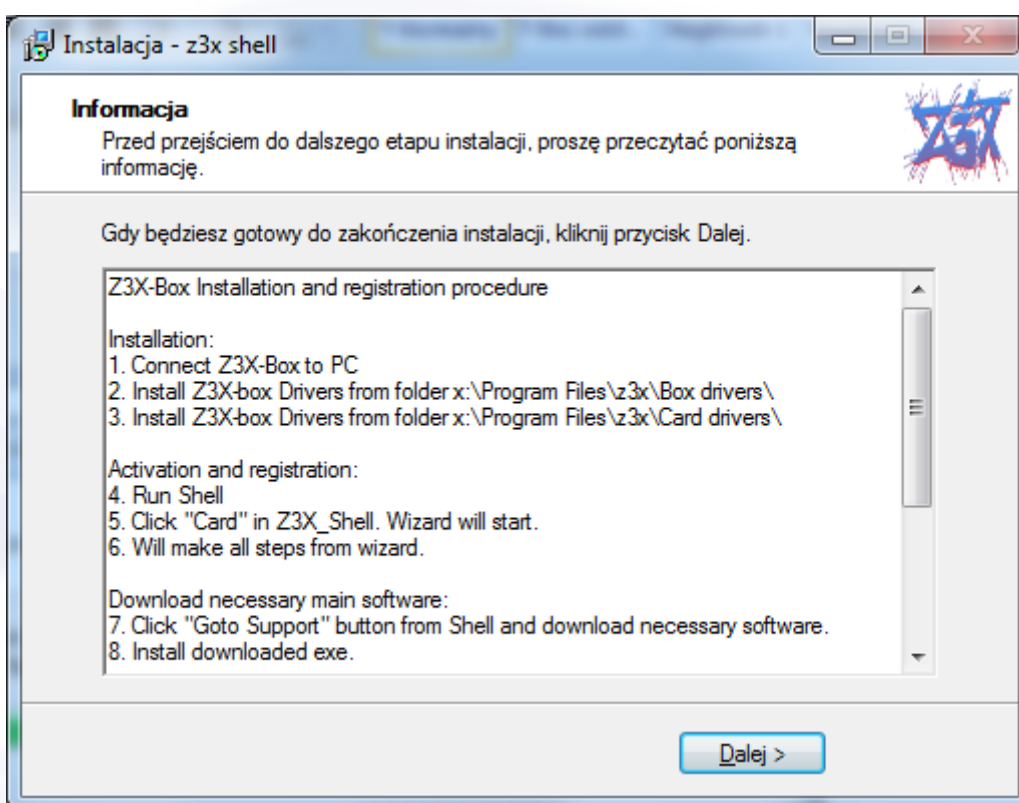 Instalacja - z3x shell
Informacja
Przed przejściem do dalszego etapu instalacji, proszę przeczytać poniższą
informację.
Z3X
Gdy będziesz gotowy do zakończenia instalacji, kliknij przycisk Dalej.
Z3X-Box Installation and registration procedure
Installation:
1. Connect Z3X-Box to PC
2. Install Z3X-box Drivers from folder x:\Program Files\z3x\Box drivers\
3. Install Z3X-box Drivers from folder x:\Program Files\z3x\Card drivers\
Activation and registration:
4. Run Shell
5. Click "Card" in Z3X_Shell. Wizard will start.
6. Will make all steps from wizard.
Download necessary main software:
7. Click "Goto Support" button from Shell and download necessary software.
8. Install downloaded exe.
Dalej >